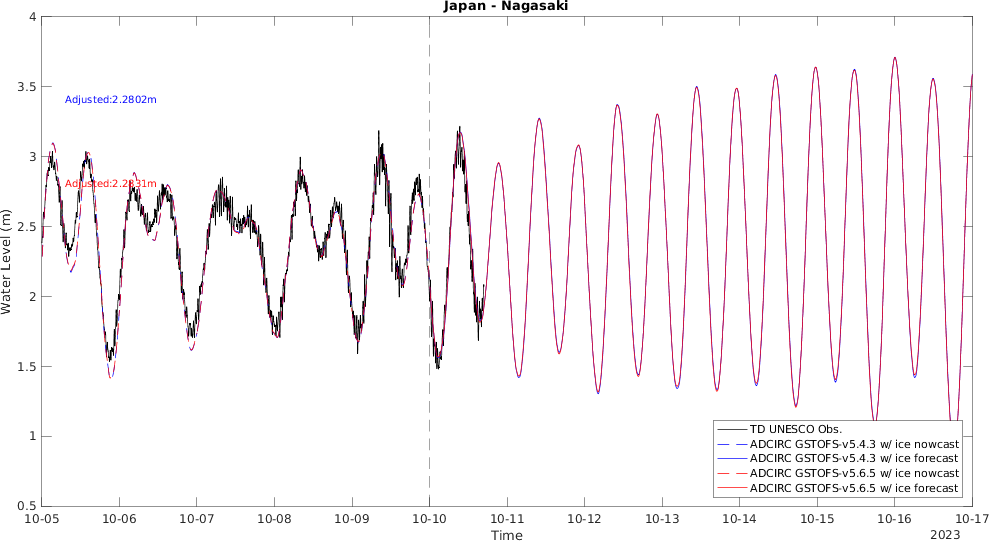 Japan - Nagasaki
4
3.5
3
2.5
2
1.5
1
0.5
Water Level (m)
Adjusted:2.2802m
Adjusted:2.2831m
TD UNESCO Obs.
ADCIRC GSTOFS-v5.4.3 w/ ice nowcast
ADCIRC GSTOFS-v5.4.3 w/ ice forecast
ADCIRC GSTOFS-v5.6.5 w/ ice nowcast
ADCIRC GSTOFS-v5.6.5 w/ ice forecast
10-05 10-06 10-07 10-08 10-09 10-10 10-11 10-12 10-13 10-14 10-15 10-16 10-17
Time
2023